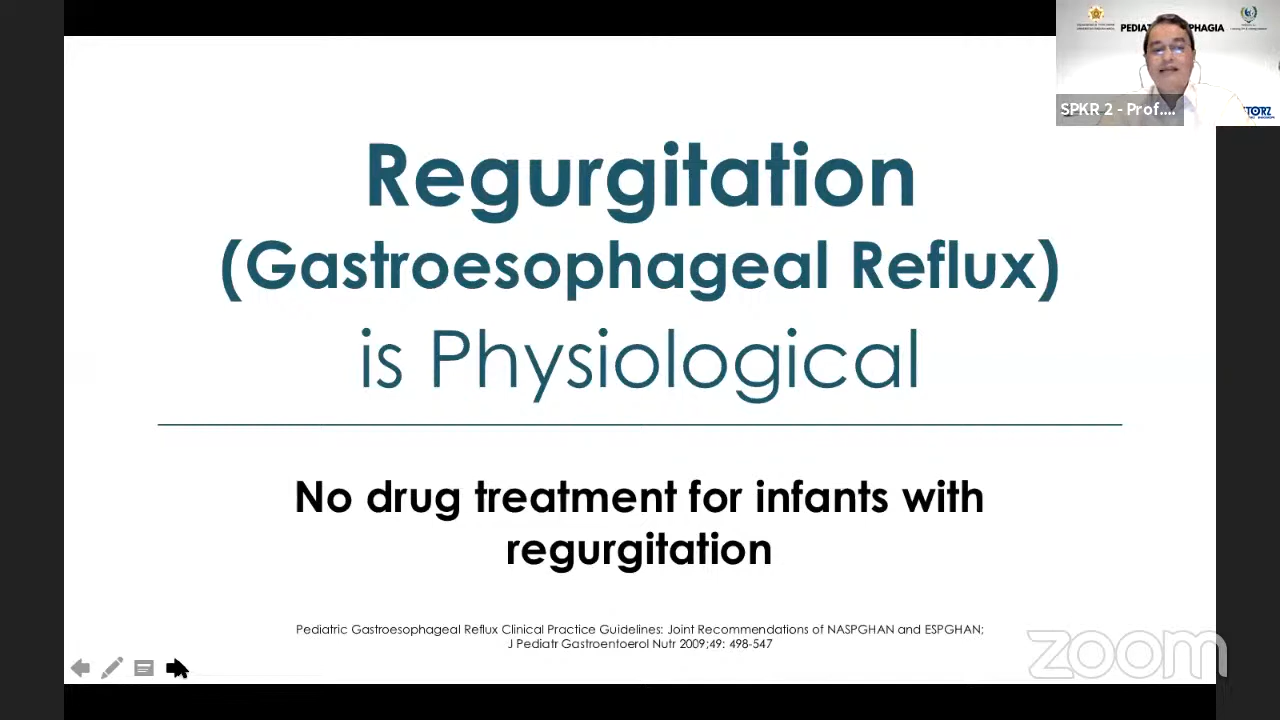 PEDIAT
PHAGIA
SPKR 2 - Prof....
TORZ
Regurgitation
(Gastroesophageal Reflux)
is Physiological
No drug treatment for infants with
regurgitation
Pediatric Gastroesophageal Reflux Clinical Practice Guidelines: Joint Recommendations of NASPGHAN and ESPGHAN;
J Pediatr Gastroentoerol Nutr 2009;49: 498-547
zoom